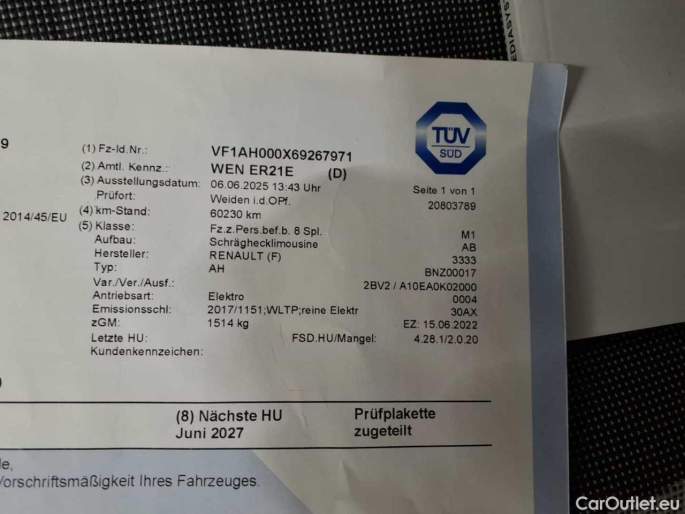 EDIASYS
9
(1) Fz-Id.Nr.: VF1AH000X69267971
(2) Amtl. Kennz.: WEN ER21E (D)
(3) Ausstellungsdatum: 06.06.2025 13:43 Uhr Seite 1 von 1
Prüfort: Weiden i.d.OPf. 20803789
2014/45/EU (4) km-Stand: 60230 km
(5) Klasse: Fz.z.Pers.bef.b. 8 Spl. M1
Aufbau: Schräghecklimousine AB
Hersteller: RENAULT (F) 3333
Typ: AH BNZ00017
Var./Ver./Ausf.: 2BV2 / A10EA0K02000
Antriebsart: Elektro 0004
Emissionsschl: 2017/1151;WLTP;reine Elektr 30AX
zGM: 1514 kg EZ: 15.06.2022
Letzte HU: FSD.HU/Mangel: 4.28.1/2.0.20
Kundenkennzeichen:
TÜV
SÜD
)
(8) Nächste HU Prüfplakette
Juni 2027 zugeteilt
le,
Vorschriftsmäßigkeit Ihres Fahrzeuges.
CarOutlet.eu